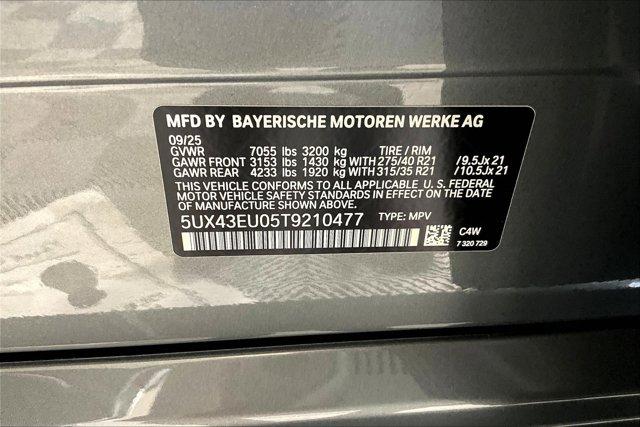 MFD BY BAYERISCHE MOTOREN WERKE AG
09/25
GVWR 7055 lbs 3200 kg TIRE / RIM
GAWR FRONT 3153 lbs 1430 kg WITH 275/40 R21 /9.5Jx21
GAWR REAR 4233 lbs 1920 kg WITH 315/35 R21 /10.5Jx21
THIS VEHICLE CONFORMS TO ALL APPLICABLE U. S. FEDERAL
MOTOR VEHICLE SAFETY STANDARDS IN EFFECT ON THE DATE
OF MANUFACTURE SHOWN ABOVE.
5UX43EU05T9210477 TYPE: MPV
C4W
7 320 729